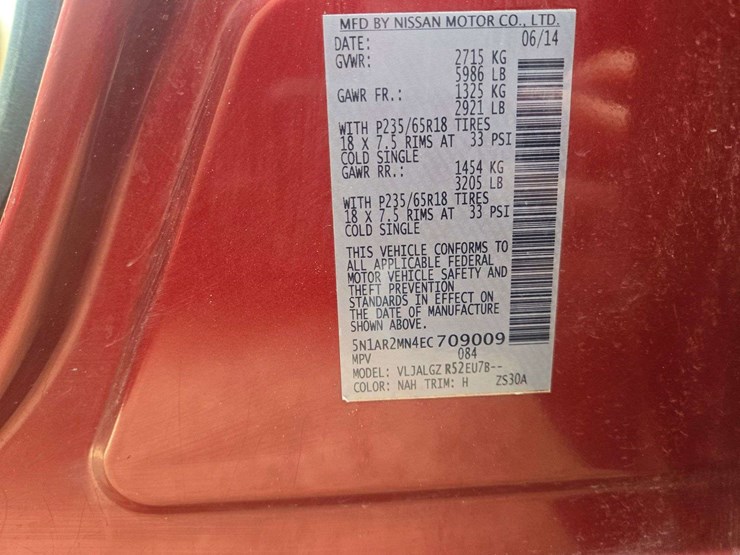 MFD BY NISSAN MOTOR CO., LTD.
DATE: 06/14
GVWR: 2715 KG
5986 LB
GAWR FR.: 1325 KG
2921 LB
WITH P235/65R18 TIRES
18 X 7.5 RIMS AT 33 PSI
COLD SINGLE
GAWR RR.: 1454 KG
3205 LB
WITH P235/65R18 TIRES
18 X 7.5 RIMS AT 33 PSI
COLD SINGLE
THIS VEHICLE CONFORMS TO
ALL APPLICABLE FEDERAL
MOTOR VEHICLE SAFETY AND
THEFT PREVENTION
STANDARDS IN EFFECT ON
THE DATE OF MANUFACTURE
SHOWN ABOVE.
5N1AR2MN4EC709009
MPV 084
MODEL: VLJALGZ R52EU7B--
COLOR: NAH TRIM: H ZS30A